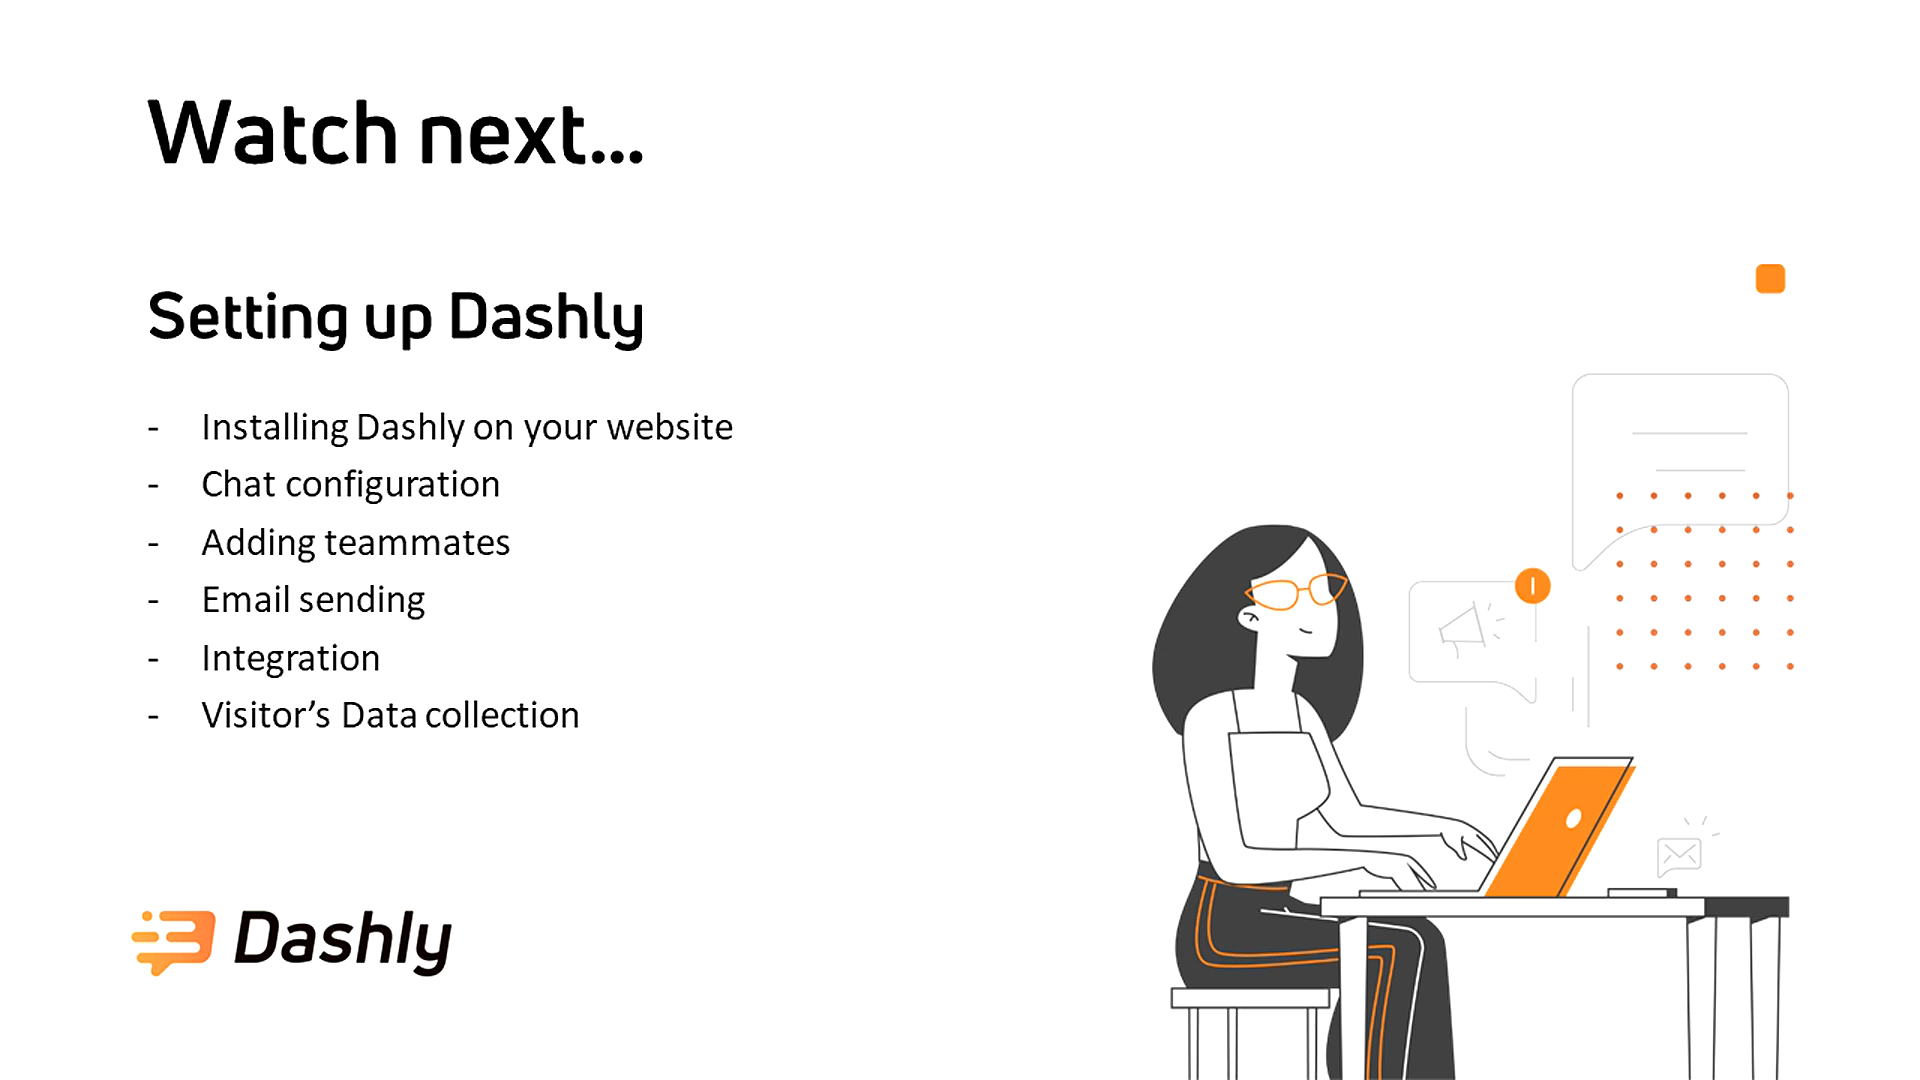 Watch next...
Setting up Dashly
- Installing Dashly on your website
- Chat configuration
- Adding teammates
- Email sending
- Integration
- Visitor’s Data collection
Dashly